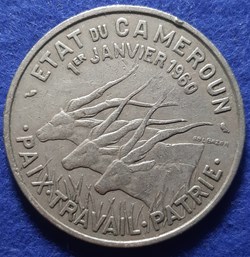 ETAT DU CAMEROUN
1ER JANVIER 1960
PAIX·TRAVAIL·PATRIE